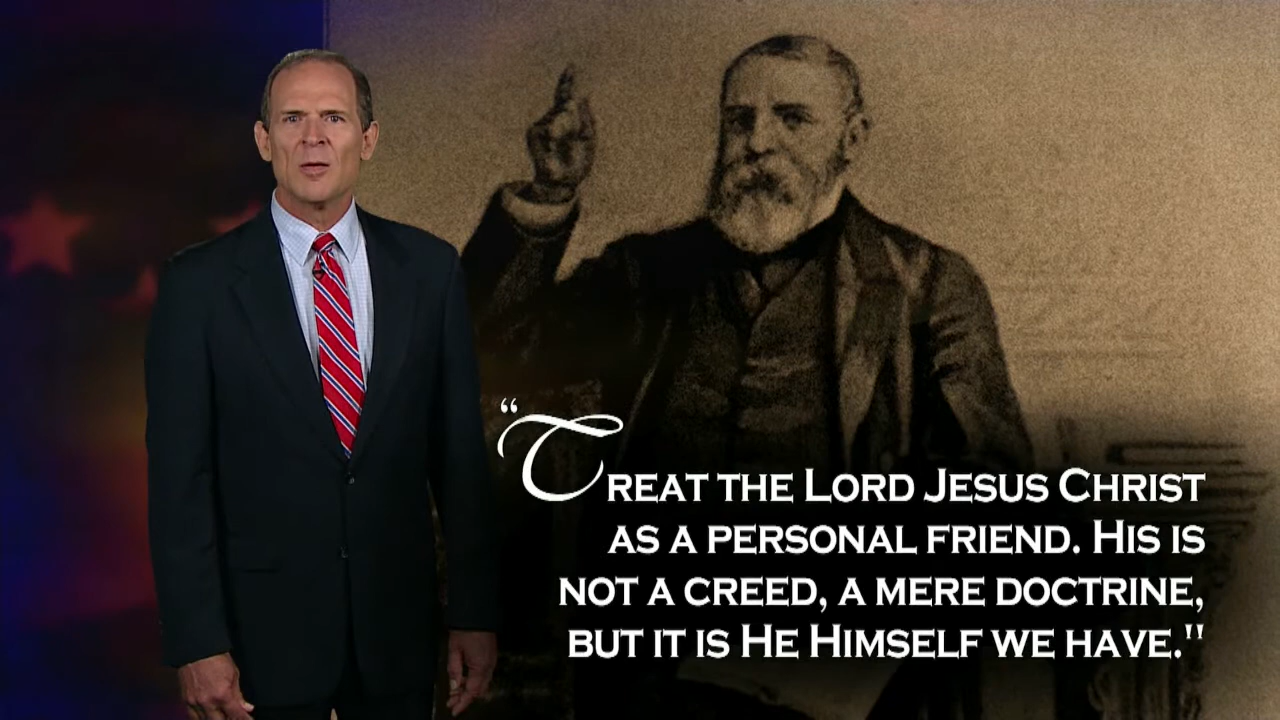 “Treat the Lord Jesus Christ
as a personal friend. His is
not a creed, a mere doctrine,
but it is He Himself we have."